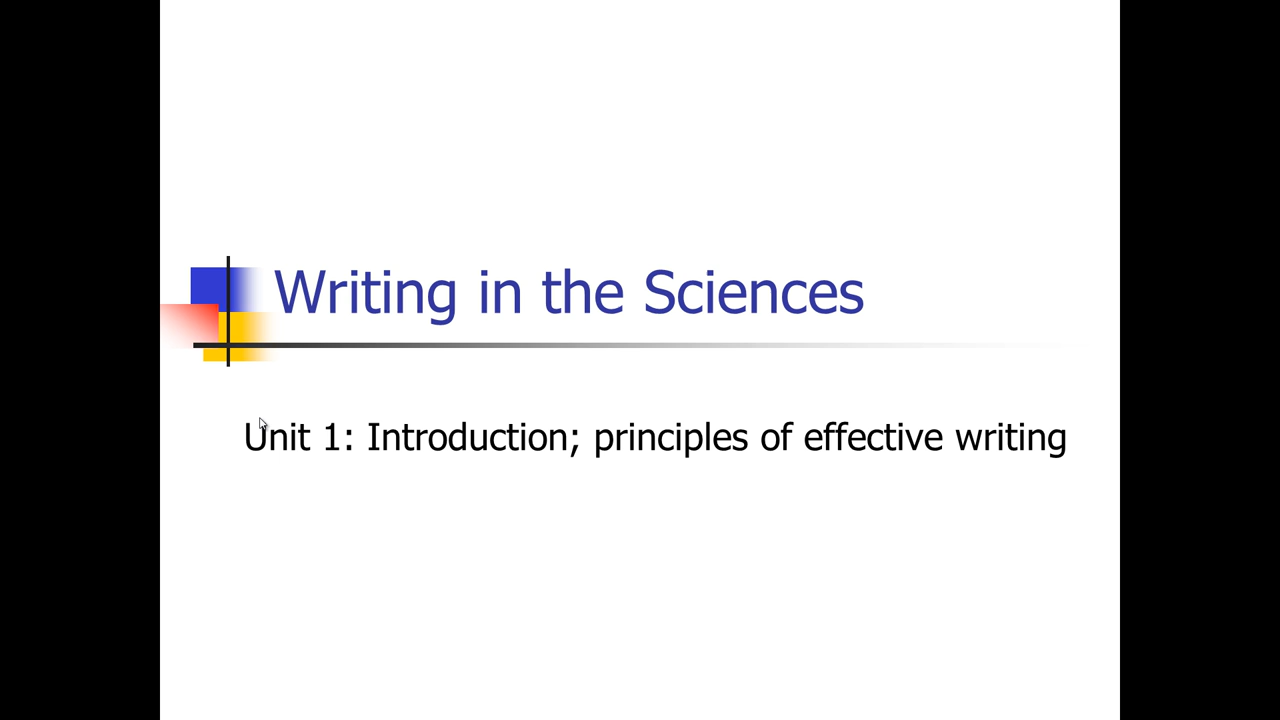 Writing in the Sciences
Unit 1: Introduction; principles of effective writing